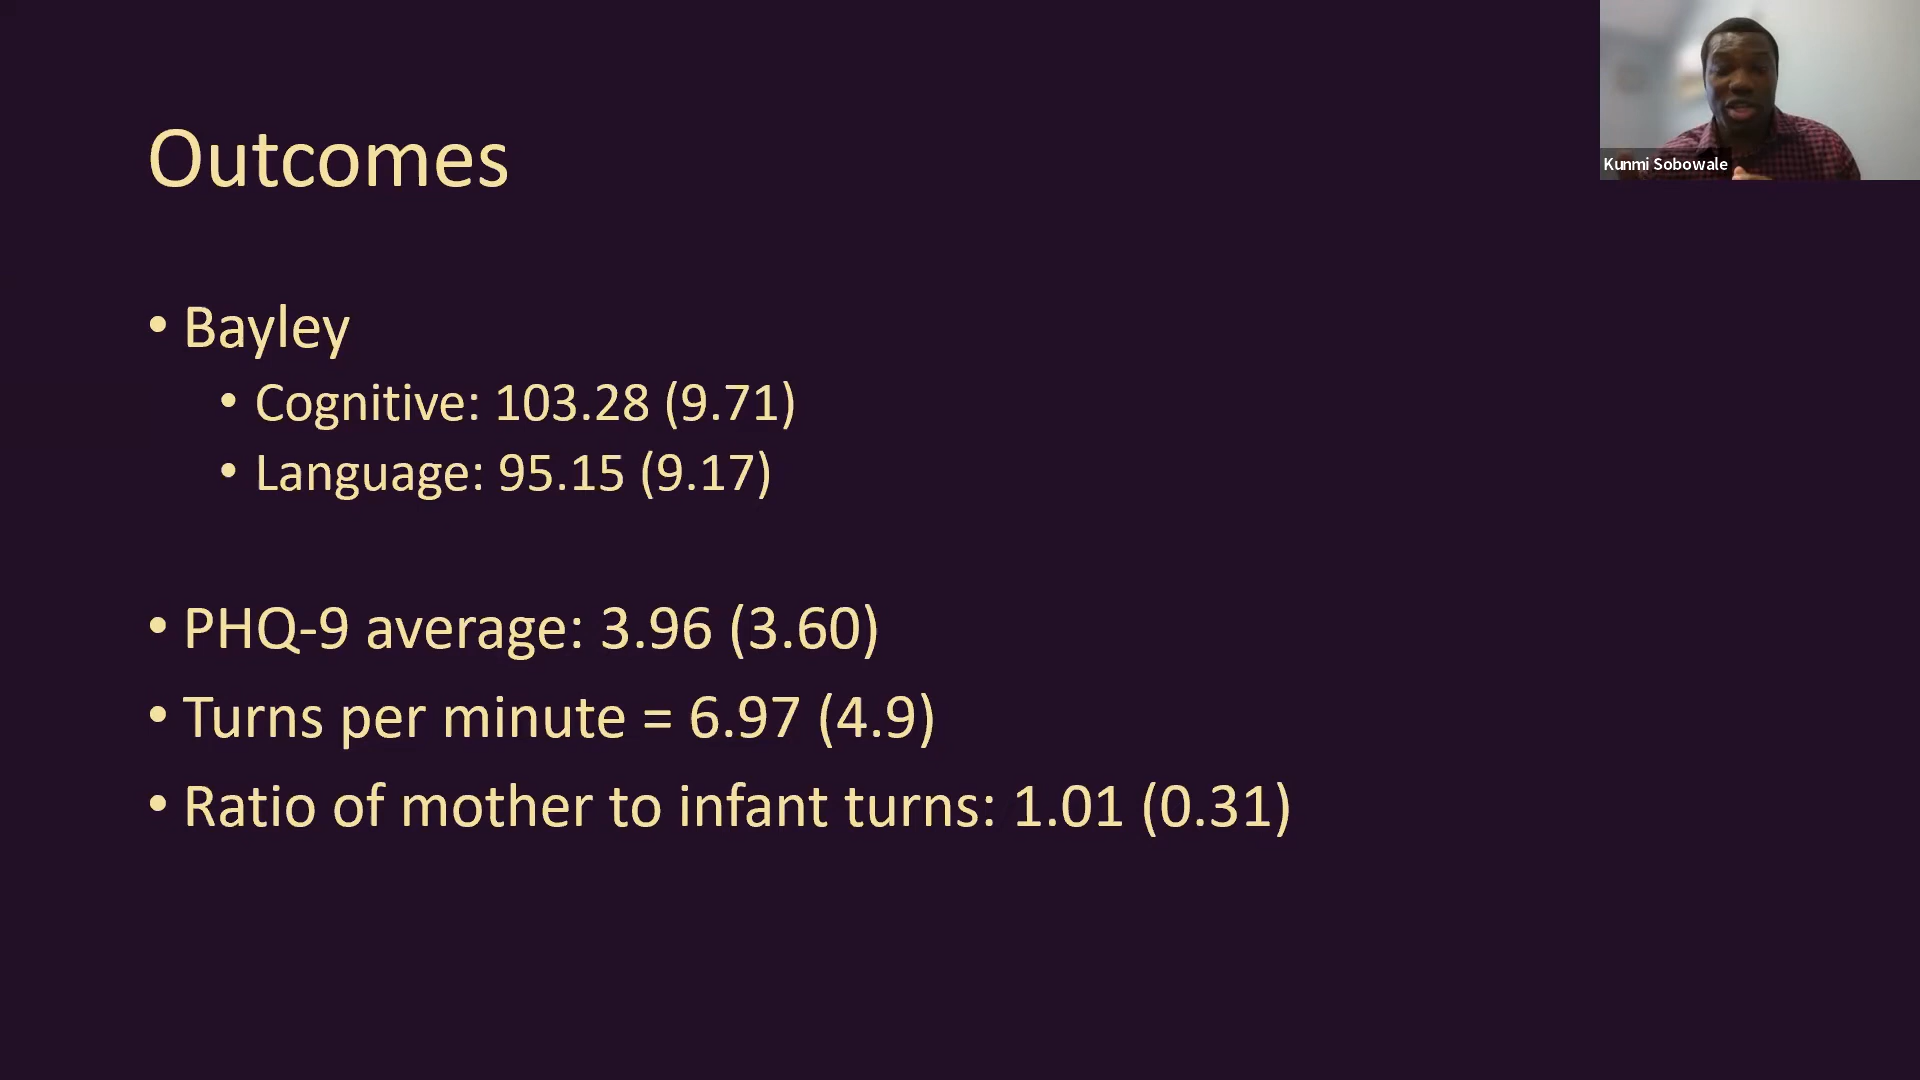 Outcomes
Kunmi Sobowale
• Bayley
• Cognitive: 103.28 (9.71)
• Language: 95.15 (9.17)
• PHQ-9 average: 3.96 (3.60)
• Turns per minute = 6.97 (4.9)
• Ratio of mother to infant turns: 1.01 (0.31)